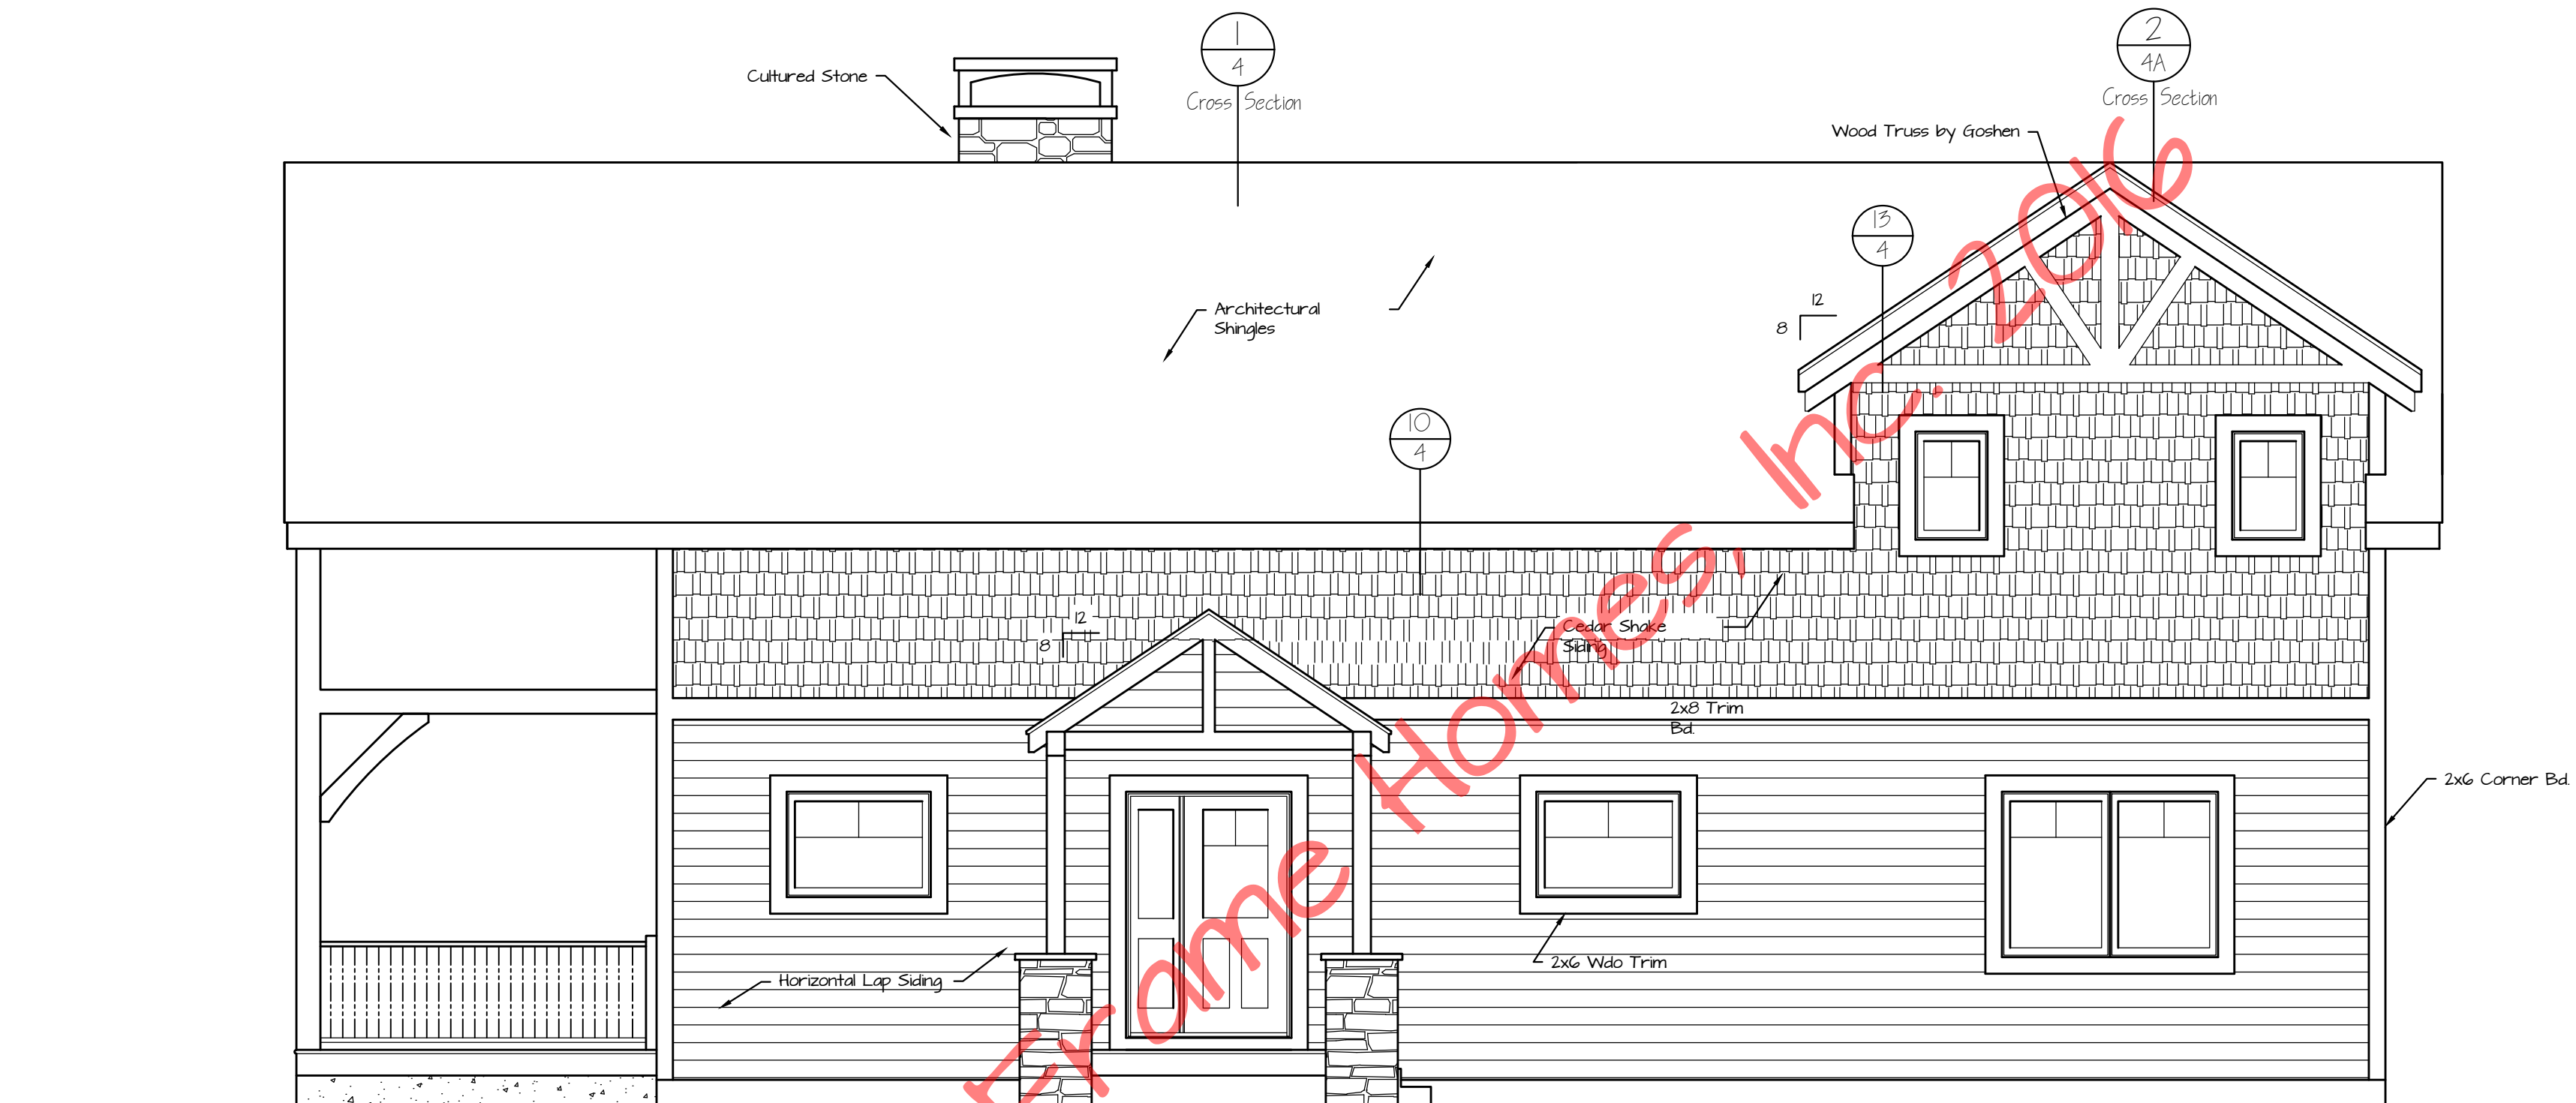 1
4
Cross Section
2
4A
Cross Section
Cultured Stone
Wood Truss by Goshen
13
4
12
8
Architectural
Shingles
10
4
12
8
Cedar Shake
Siding
2x8 Trim
Bd.
2x6 Corner Bd.
2x6 Wdo Trim
Horizontal Lap Siding
Frame Homes, Inc. 2016